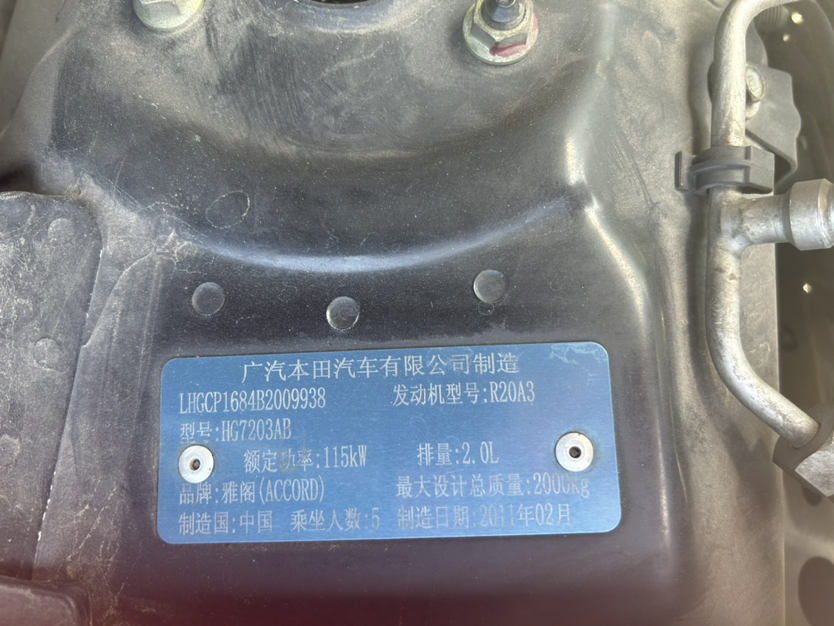 广汽本田汽车有限公司制造
LHGCP1684B2009938 发动机型号:R20A3
型号:HG7203AB
额定功率:115kW 排量:2.0L
品牌:雅阁(ACCORD) 最大设计总质量:2000kg
制造国:中国 乘坐人数:5 制造日期:2011年02月